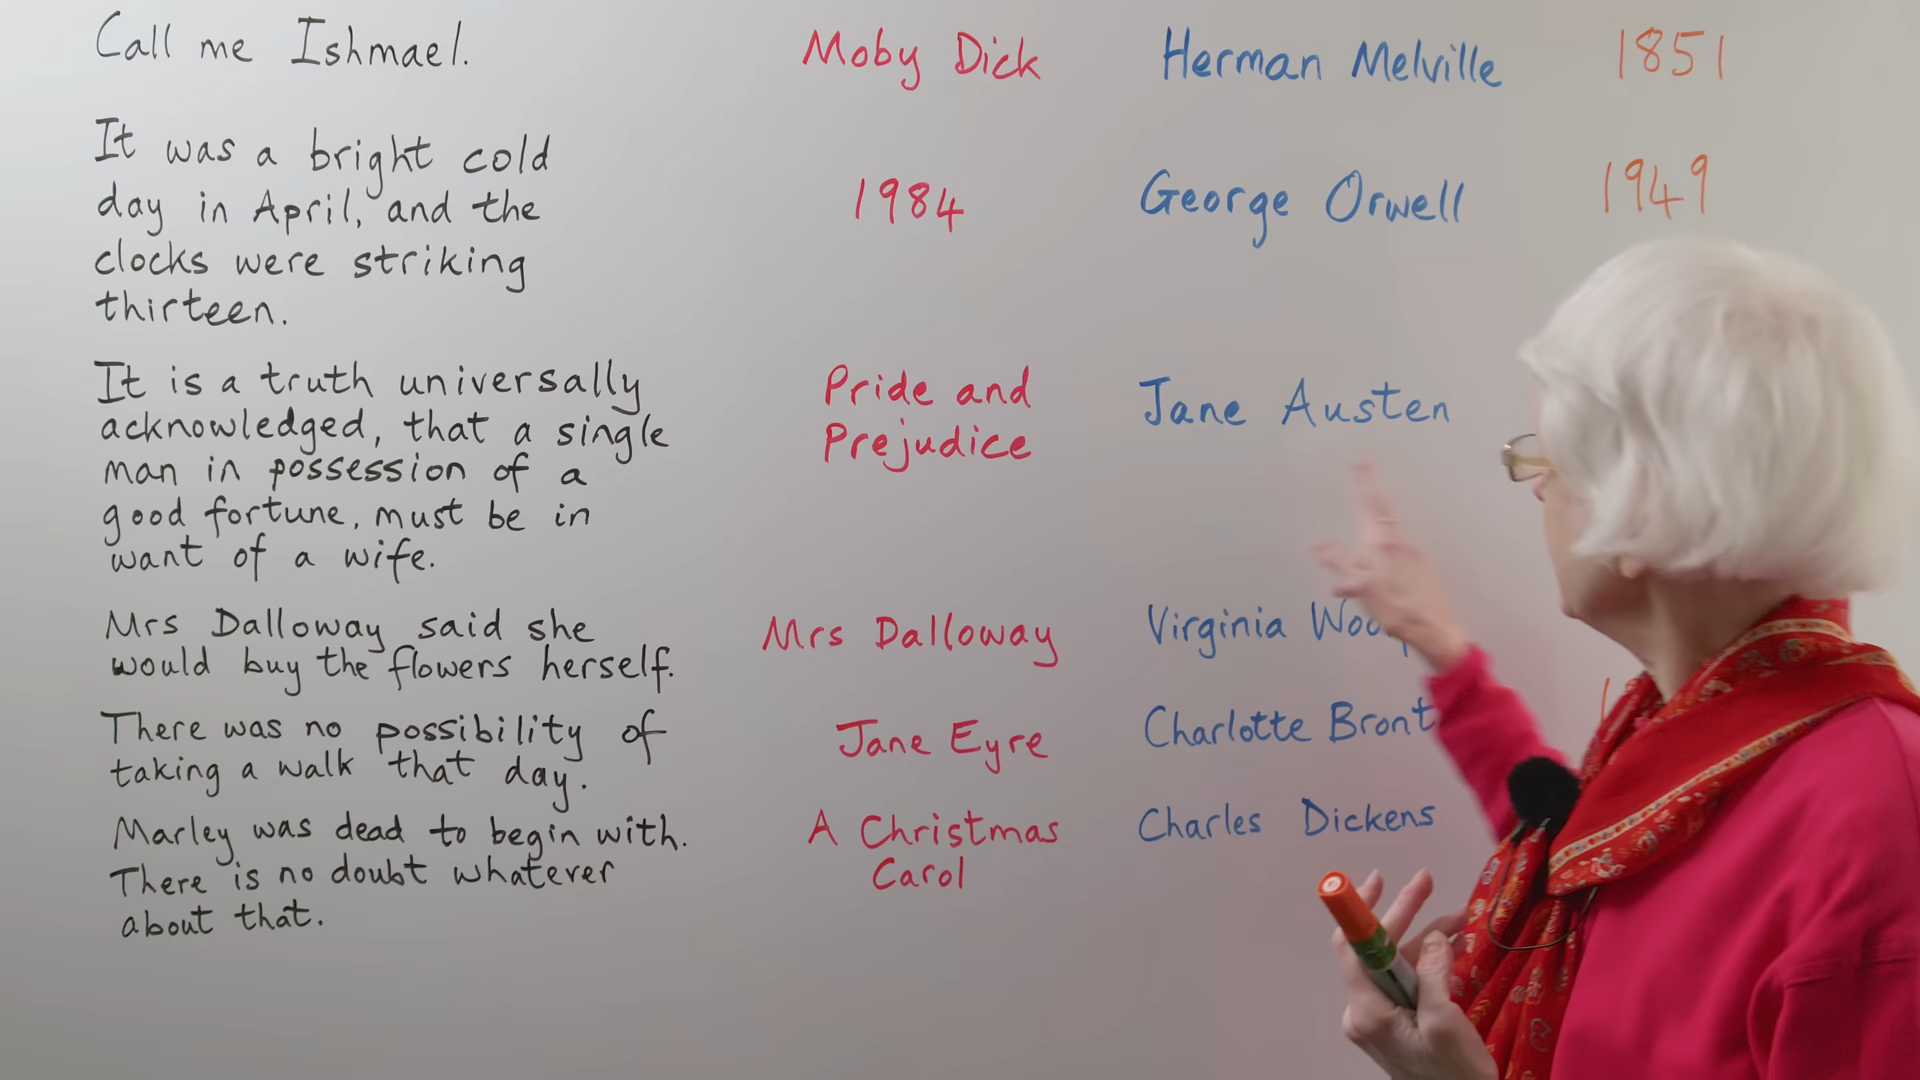 Call me Ishmael. Moby Dick Herman Melville 1851
It was a bright cold
day in April, and the
clocks were striking
thirteen.
1984 George Orwell 1949
It is a truth universally
acknowledged, that a single
man in possession of a
good fortune, must be in
want of a wife.
Pride and
Prejudice
Jane Austen
Mrs Dalloway said she
would buy the flowers herself.
Mrs Dalloway Virginia
There was no possibility of
taking a walk that day.
Jane Eyre Charlotte
Marley was dead to begin with.
There is no doubt whatever
about that.
A Christmas
Carol
Charles Dickens